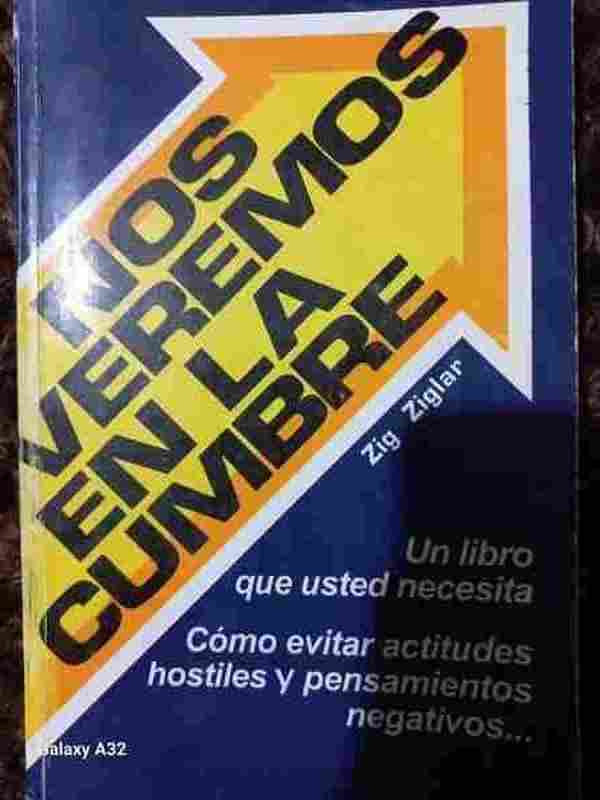 NOS
VEREMOS
EN LA
CUMBRE
Zig Ziglar
Un libro
que usted necesita
Cómo evitar actitudes
hostiles y pensamientos
negativos...
Galaxy A32